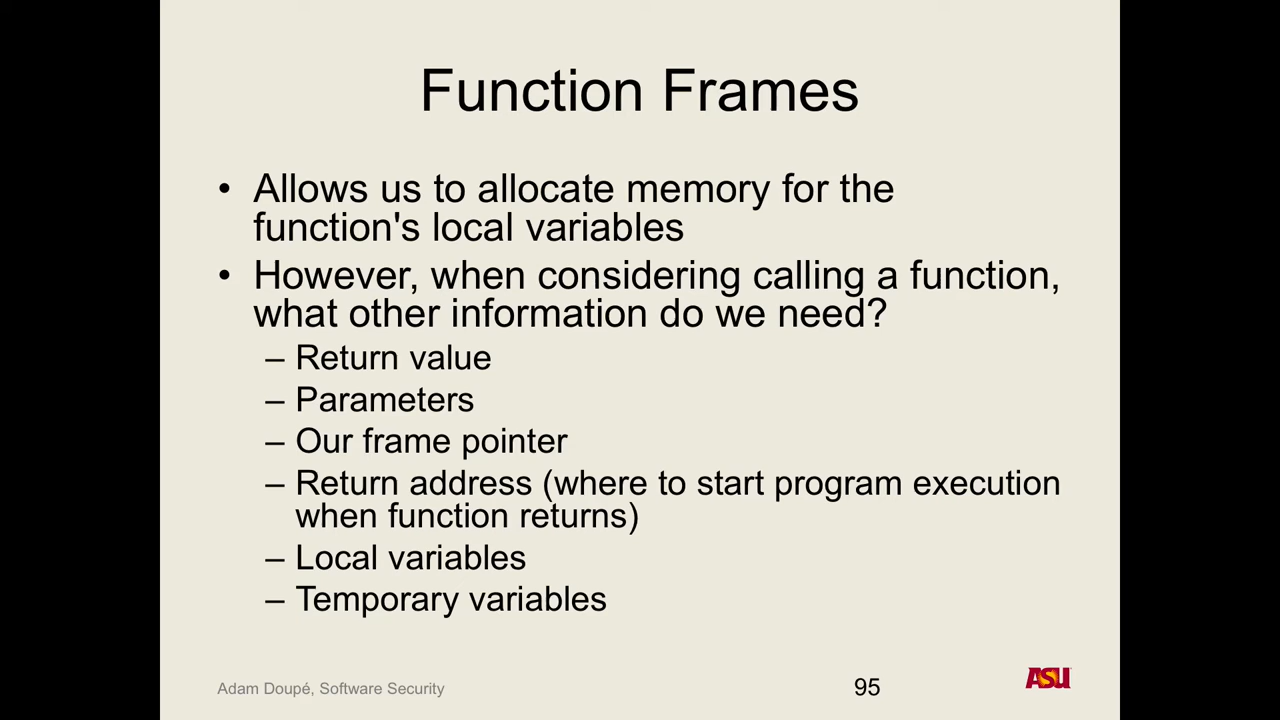 Function Frames
• Allows us to allocate memory for the
function's local variables
• However, when considering calling a function,
what other information do we need?
– Return value
– Parameters
– Our frame pointer
– Return address (where to start program execution
when function returns)
– Local variables
– Temporary variables
Adam Doupé, Software Security
95
ASU